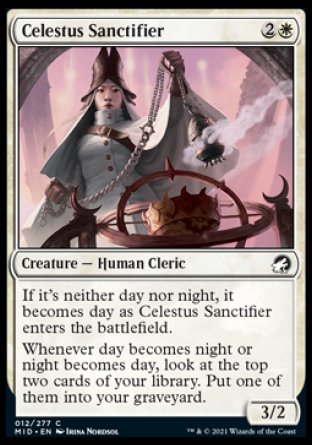 Celestus Sanctifier 2
Creature — Human Cleric
If it's neither day nor night, it
becomes day as Celestus Sanctifier
enters the battlefield.
Whenever day becomes night or
night becomes day, look at the top
two cards of your library. Put one of
them into your graveyard.
3/2
012/277 C
MID • EN Irina Nordsol
™ & © 2021 Wizards of the Coast